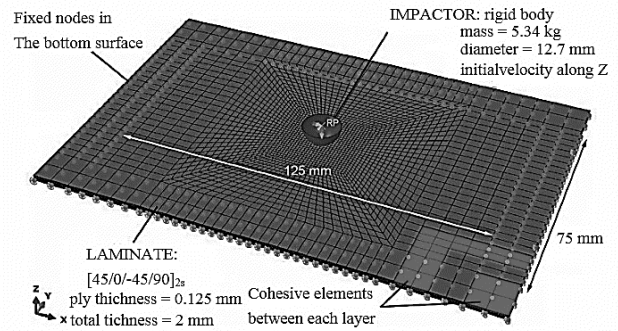 Fixed nodes in
The bottom surface
IMPACTOR: rigid body
mass = 5.34 kg
diameter = 12.7 mm
initialvelocity along Z
RP
125 mm
75 mm
LAMINATE:
[45/0/-45/90]2s
ply thichness = 0.125 mm
total tichness = 2 mm
Cohesive elements
between each layer
Z
Y
X